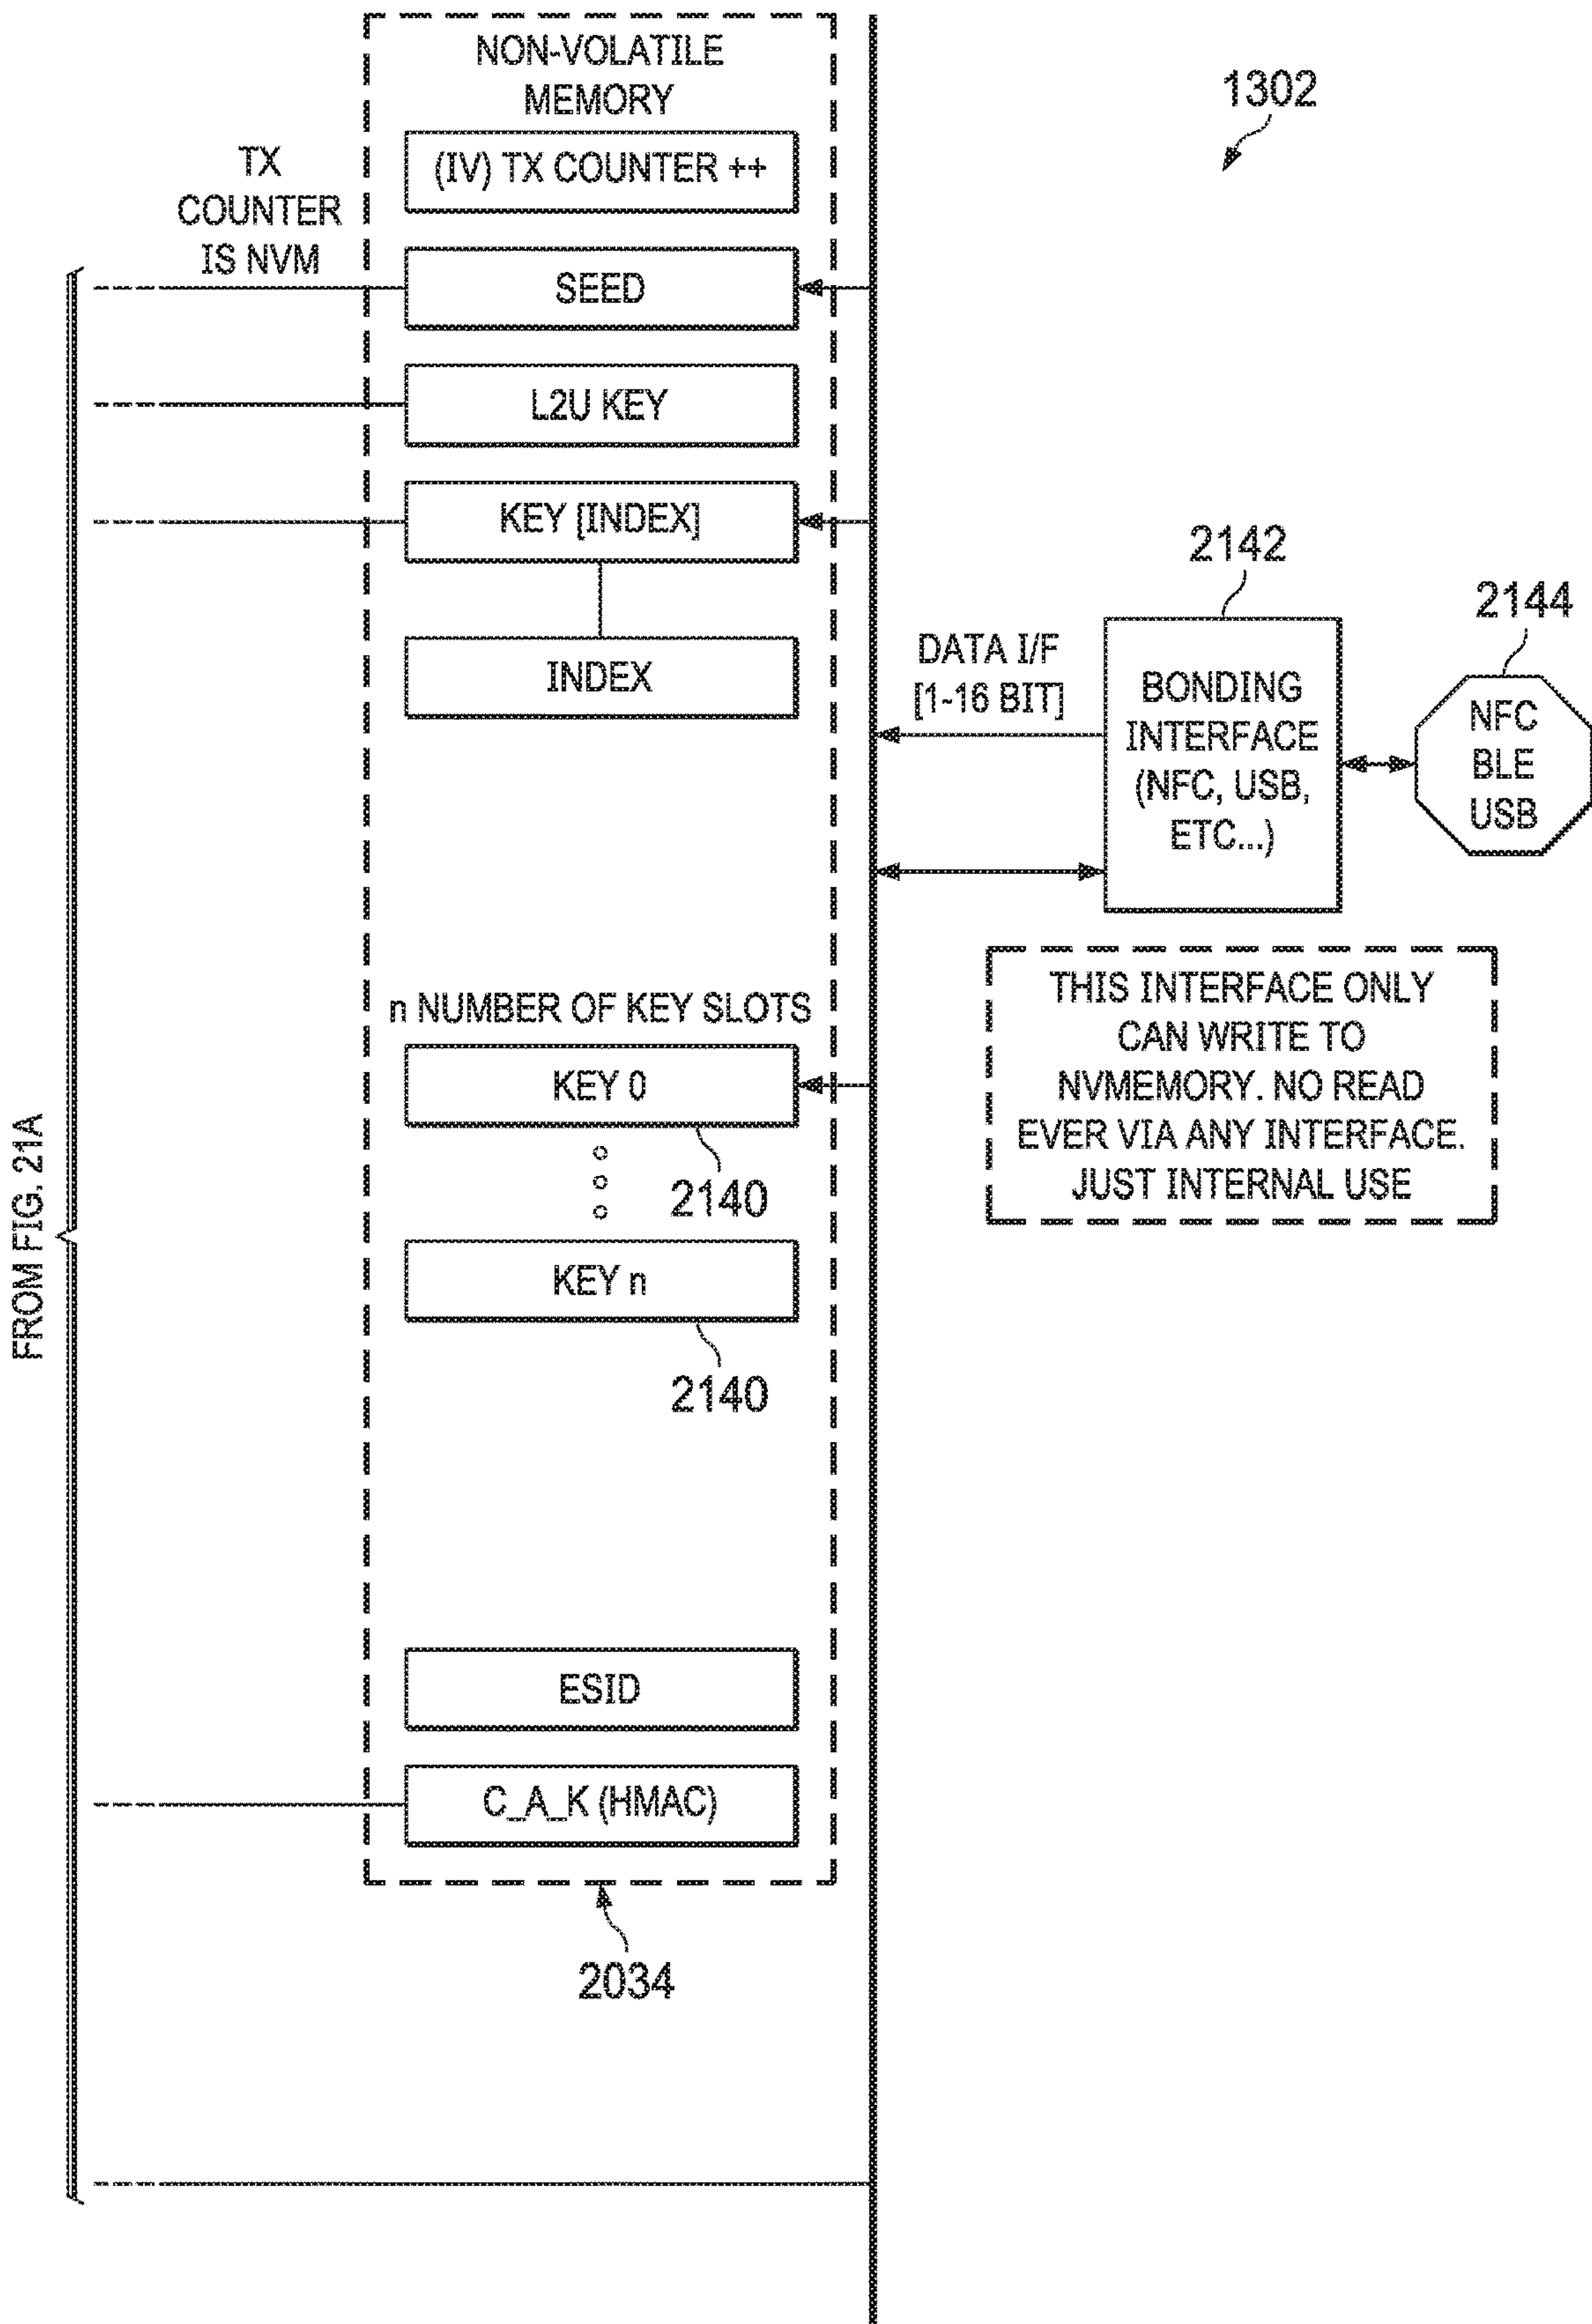 NON-VOLATILE
MEMORY
1302
(IV) TX COUNTER ++
TX
COUNTER
IS NVM
SEED
L2U KEY
KEY [INDEX]
INDEX
2142
2144
DATA I/F
[1-16 BIT]
BONDING
INTERFACE
(NFC, USB,
ETC...)
NFC
BLE
USB
THIS INTERFACE ONLY
CAN WRITE TO
NVMEMORY. NO READ
EVER VIA ANY INTERFACE.
JUST INTERNAL USE
n NUMBER OF KEY SLOTS
KEY 0
2140
KEY n
2140
FROM FIG. 21A
ESID
C_A_K (HMAC)
2034